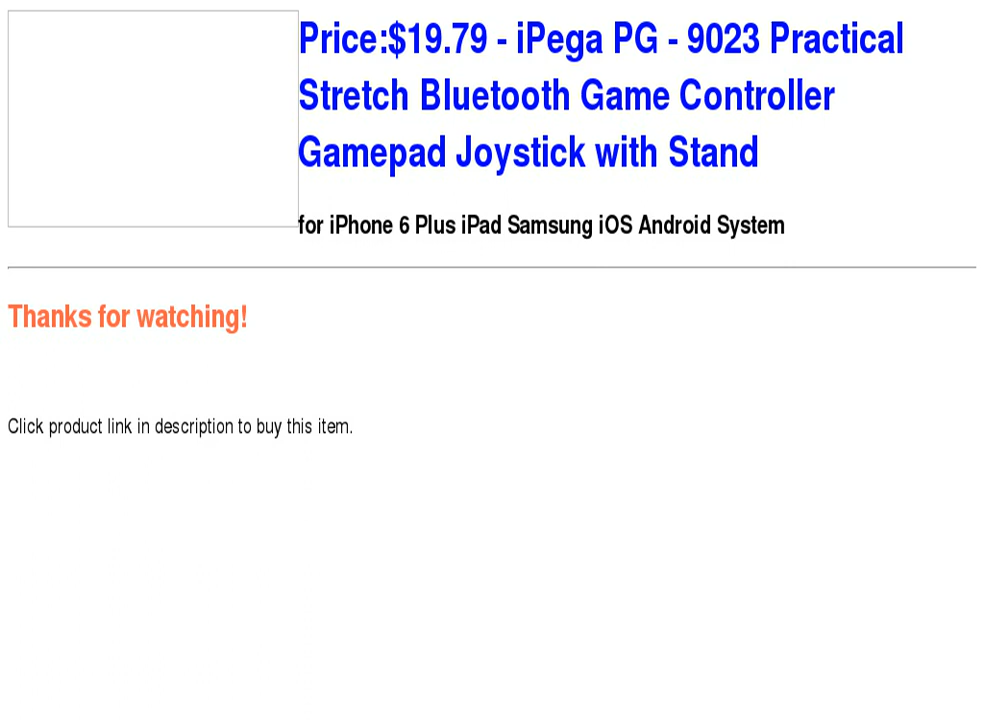 Price:$19.79 - iPega PG - 9023 Practical
Stretch Bluetooth Game Controller
Gamepad Joystick with Stand
for iPhone 6 Plus iPad Samsung iOS Android System
Thanks for watching!
Click product link in description to buy this item.